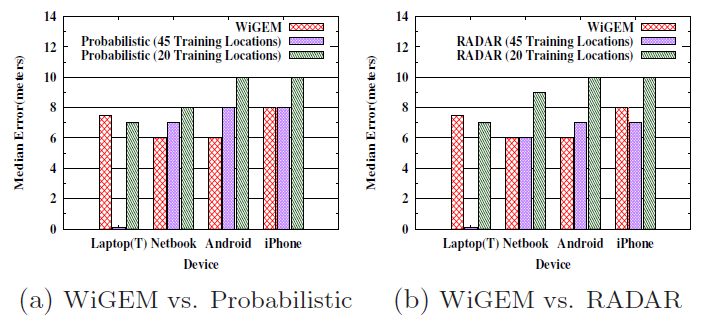 14
12
10
8
6
4
2
0
Median Error(meters)
WiGEM
Probabilistic (45 Training Locations)
Probabilistic (20 Training Locations)
Laptop(T) Netbook Android iPhone
Device
(a) WiGEM vs. Probabilistic
14
12
10
8
6
4
2
0
Median Error(meters)
WiGEM
RADAR (45 Training Locations)
RADAR (20 Training Locations)
Laptop(T) Netbook Android iPhone
Device
(b) WiGEM vs. RADAR